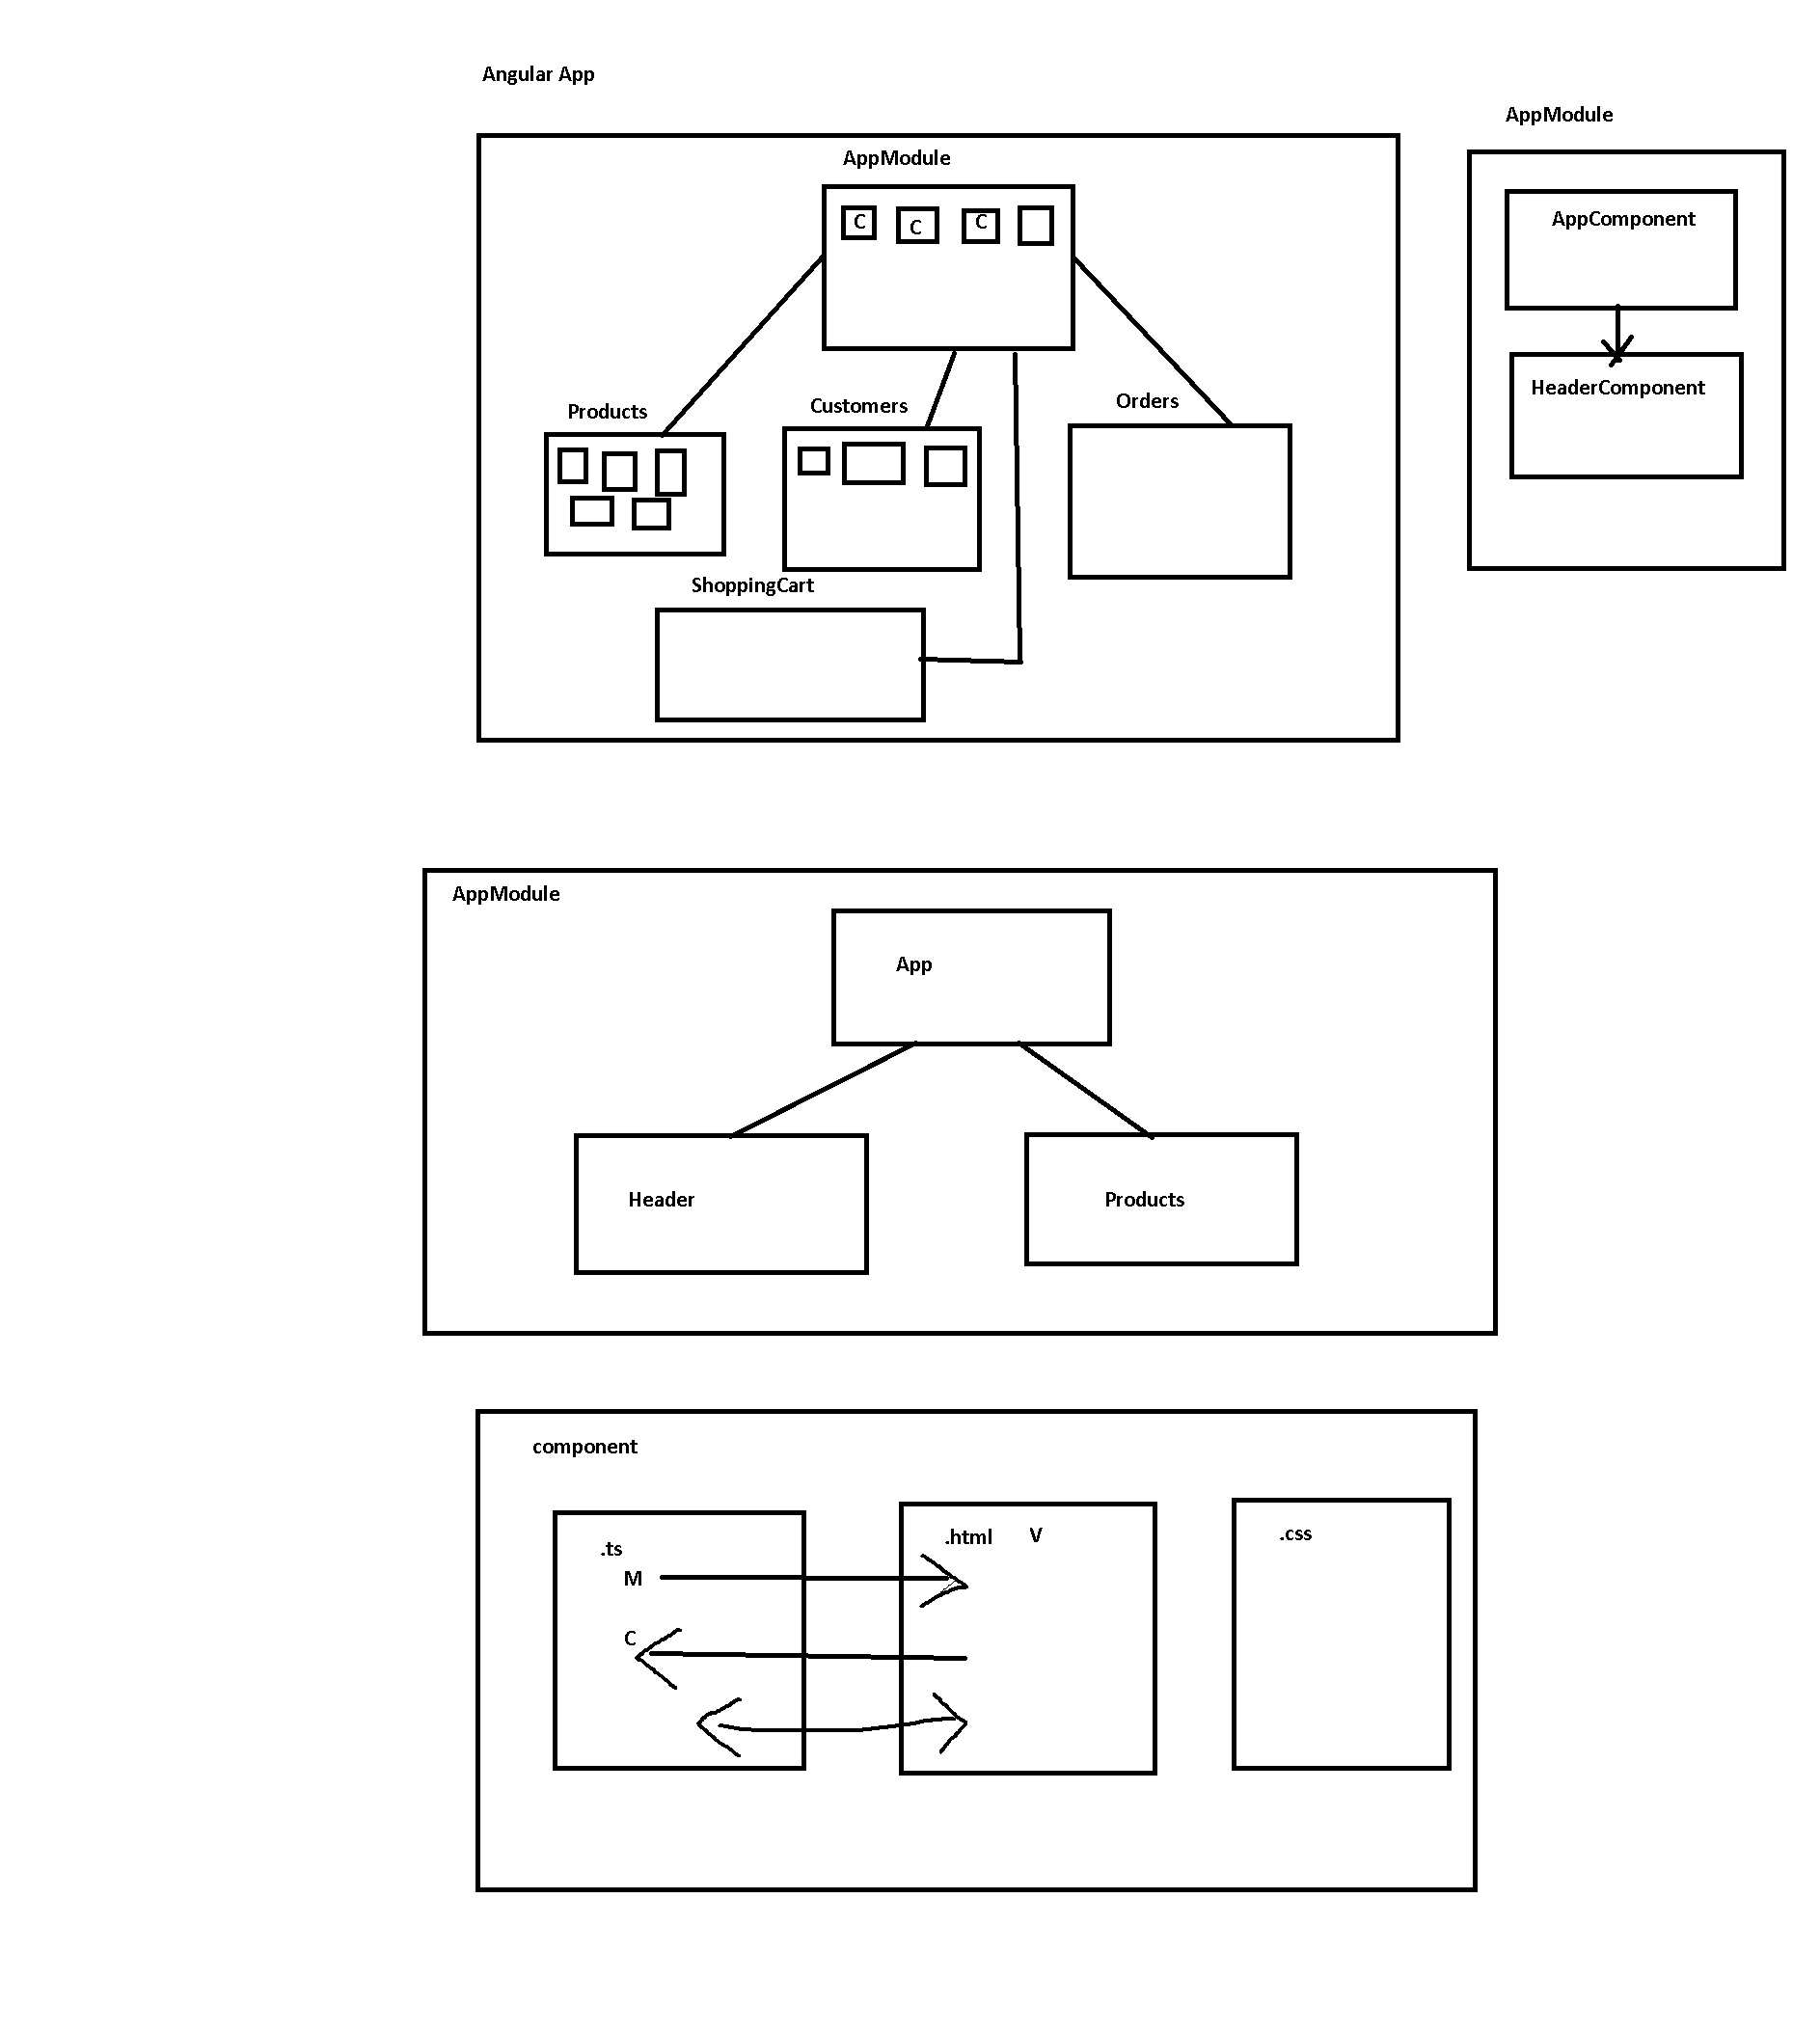 Angular App
AppModule
AppModule
C
C
C
AppComponent
HeaderComponent
Products
Customers
Orders
ShoppingCart
AppModule
App
Header
Products
component
.ts
M
C
.html V
.css